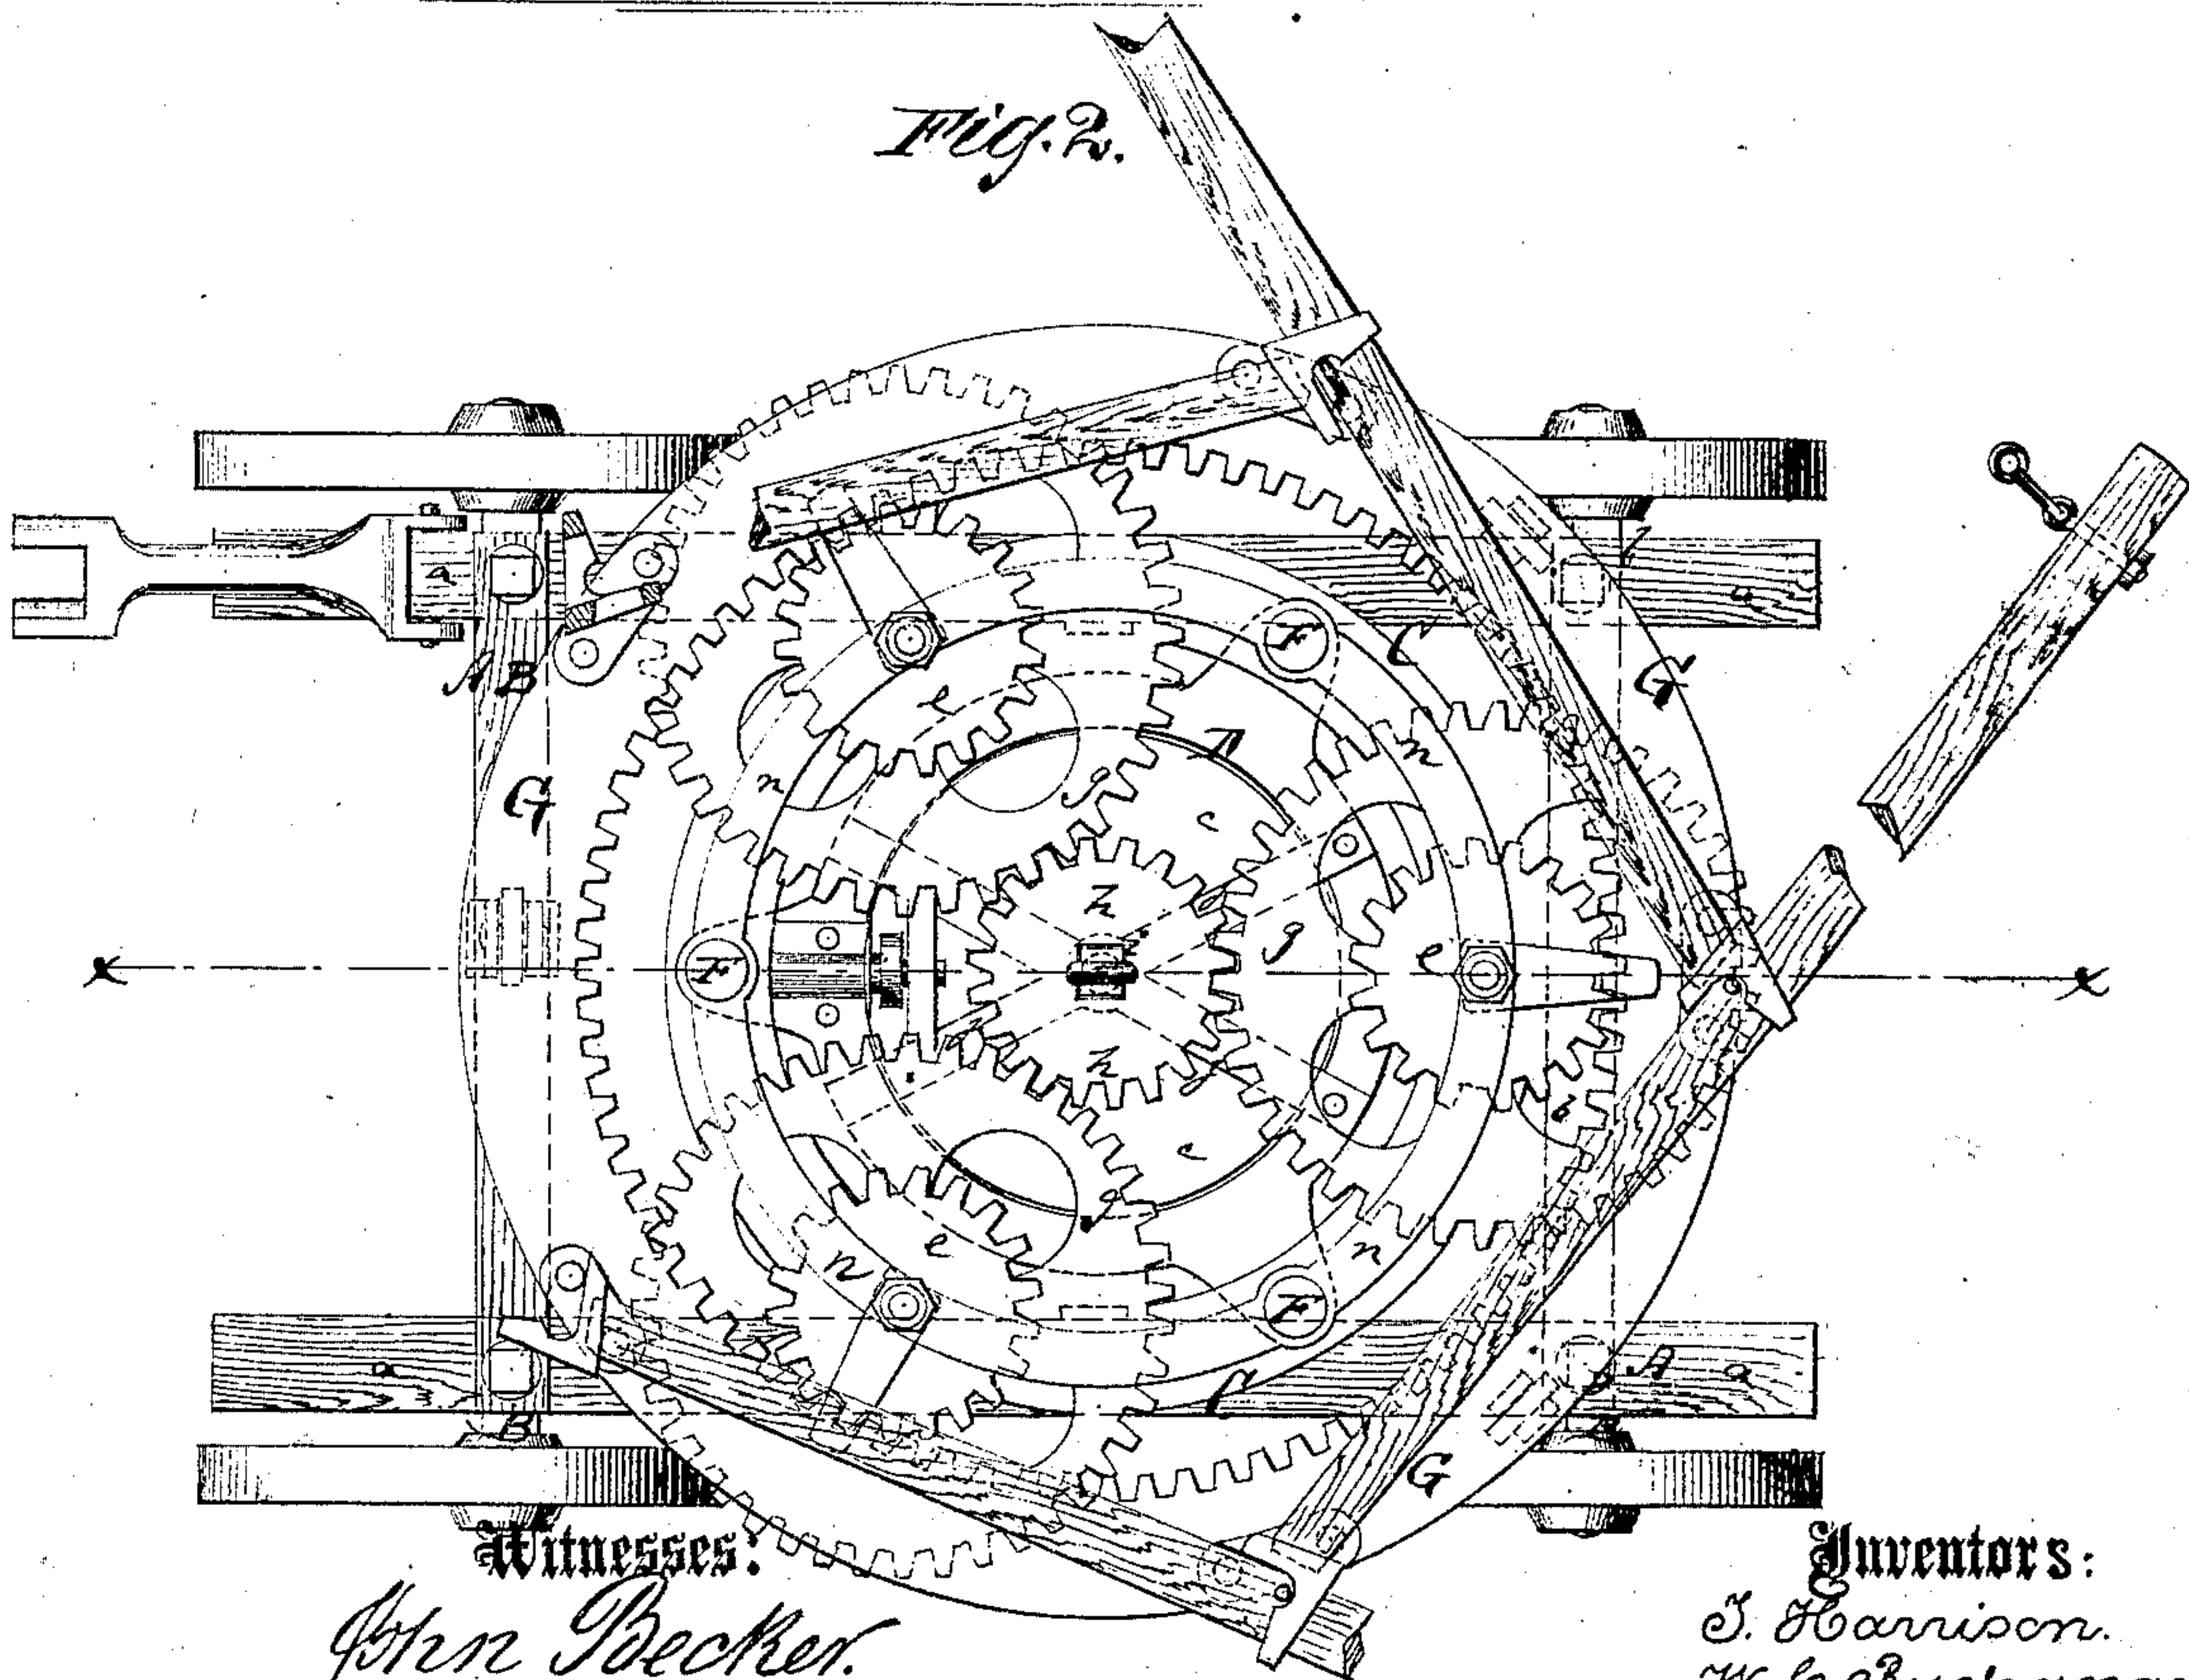 Fig. 2.
a
A B
G
C
G
F
e
n
D
n
g
c
h
F
g
e
x
x
h
c
b
e
n
n
F
a
B
C
A a
G
Witnesses:
John Becker.
Inventors:
J. Harrison.